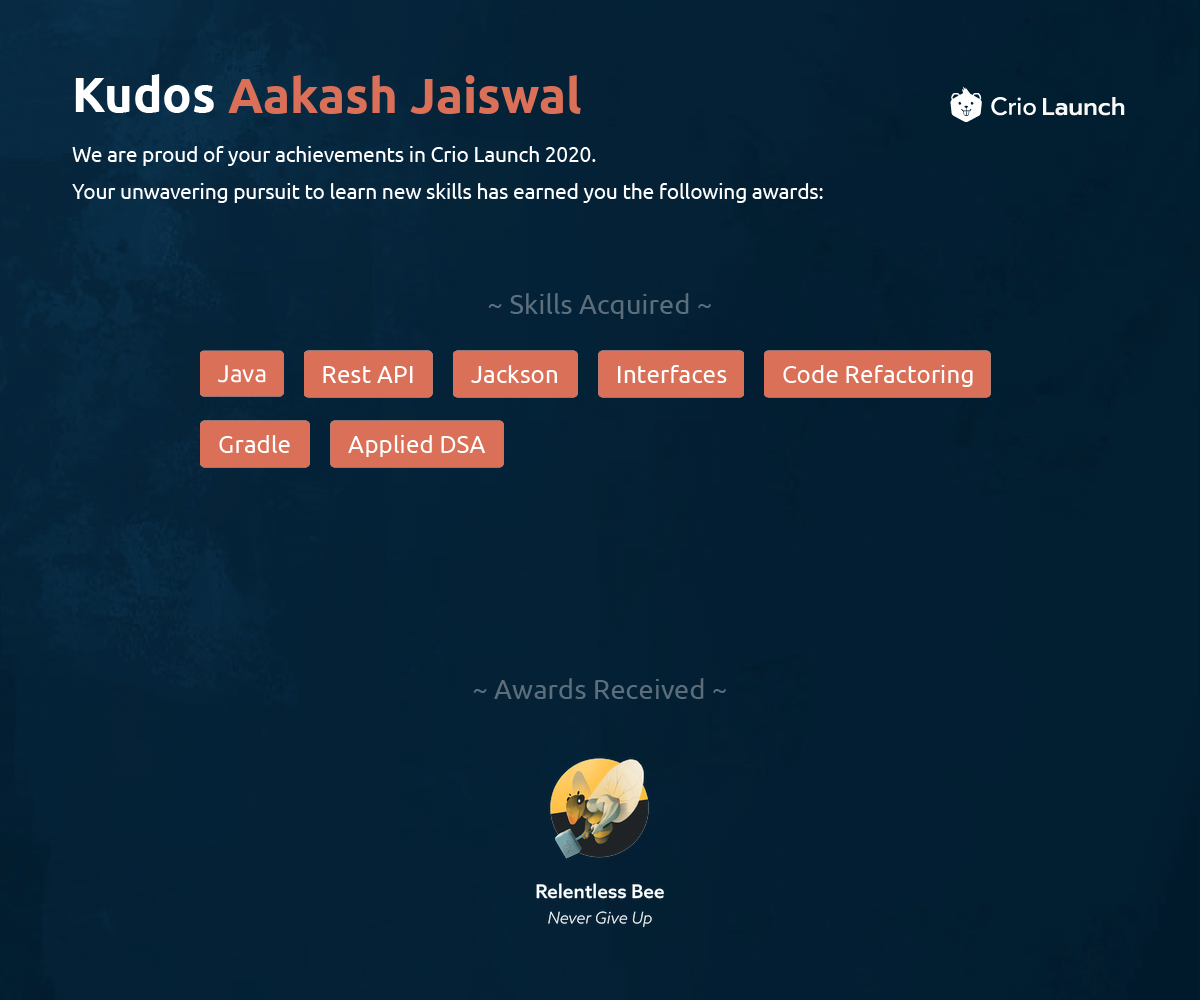 Kudos Aakash Jaiswal
Crio Launch
We are proud of your achievements in Crio Launch 2020.
Your unwavering pursuit to learn new skills has earned you the following awards:
~ Skills Acquired ~
Java Rest API Jackson Interfaces Code Refactoring
Gradle Applied DSA
~ Awards Received ~
Relentless Bee
Never Give Up